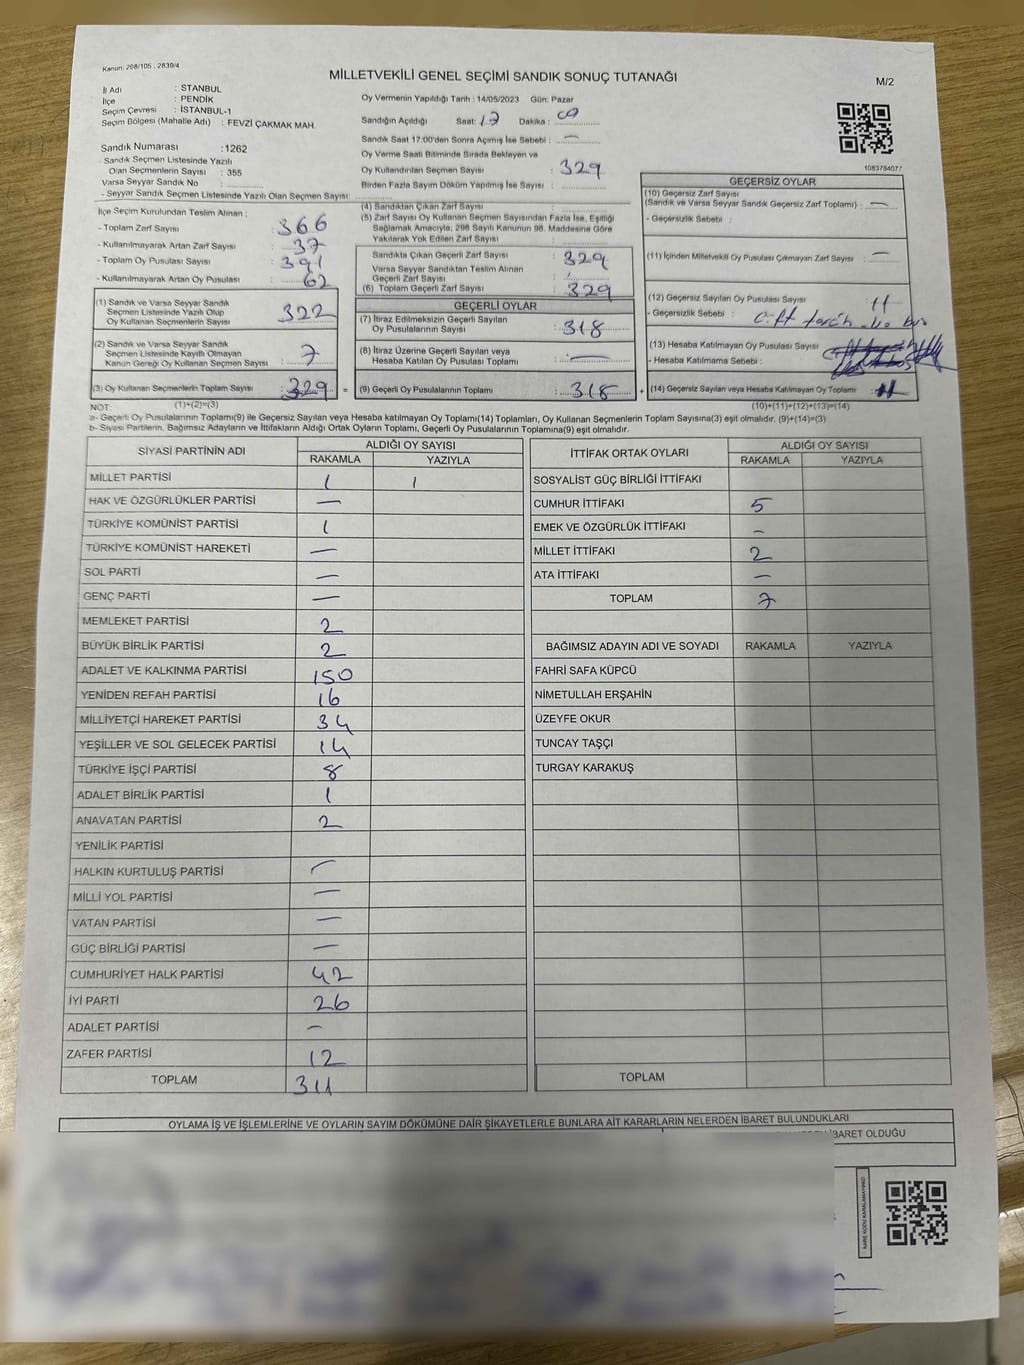 Kanun: 298/105 , 2839/4
MİLLETVEKİLİ GENEL SEÇİMİ SANDIK SONUÇ TUTANAĞI
M/2
İl Adı : STANBUL
İlçe : PENDİK
Seçim Çevresi : İSTANBUL-1
Seçim Bölgesi (Mahalle Adı) : FEVZİ ÇAKMAK MAH.
Sandık Numarası :1262
Sandık Seçmen Listesinde Yazılı
Olan Seçmenlerin Sayısı : 355
Varsa Seyyar Sandık No :
- Seyyar Sandık Seçmen Listesinde Yazılı Olan Seçmen Sayısı:
Oy Vermenin Yapıldığı Tarih : 14/05/2023 Gün: Pazar
Sandığın Açıldığı Saat: 17 Dakika : 09
Sandık Saat 17.00'den Sonra Açılmış İse Sebebi : —
Oy Verme Saati Bitiminde Sırada Bekleyen ve
Oy Kullandırılan Seçmen Sayısı : 329
Birden Fazla Sayım Döküm Yapılmış İse Sayısı :
1083784077
İlçe Seçim Kurulundan Teslim Alınan :
- Toplam Zarf Sayısı : 366
- Kullanılmayarak Artan Zarf Sayısı : 37
- Toplam Oy Pusulası Sayısı : 391
- Kullanılmayarak Artan Oy Pusulası : 62
(1) Sandık ve Varsa Seyyar Sandık
Seçmen Listesinde Yazılı Olup
Oy Kullanan Seçmenlerin Sayısı : 322
(2) Sandık ve Varsa Seyyar Sandık
Seçmen Listesinde Kayıtlı Olmayan
Kanun Gereği Oy Kullanan Seçmen Sayısı : 7
(3) Oy Kullanan Seçmenlerin Toplam Sayısı : 329 =
(1)+(2)=(3)
(4) Sandıktan Çıkan Zarf Sayısı :
(5) Zarf Sayısı Oy Kullanan Seçmen Sayısından Fazla İse, Eşitliği
Sağlamak Amacıyla; 298 Sayılı Kanunun 98. Maddesine Göre
Yakılarak Yok Edilen Zarf Sayısı :
Sandıkta Çıkan Geçerli Zarf Sayısı : 329
Varsa Seyyar Sandıktan Teslim Alınan
Geçerli Zarf Sayısı :
(6) Toplam Geçerli Zarf Sayısı : 329
GEÇERLİ OYLAR
(7) İtiraz Edilmeksizin Geçerli Sayılan
Oy Pusulalarının Sayısı : 318
(8) İtiraz Üzerine Geçerli Sayılan veya
Hesaba Katılan Oy Pusulası Sayısı : —
(9) Geçerli Oy Pusulalarının Toplamı : 318 +
GEÇERSİZ OYLAR
(10) Geçersiz Zarf Sayısı
(Sandık ve Varsa Seyyar Sandık Geçersiz Zarf Toplamı) : —
- Geçersizlik Sebebi :
(11) İçinden Milletvekili Oy Pusulası Çıkmayan Zarf Sayısı : —
(12) Geçersiz Sayılan Oy Pusulası Sayısı : 11
- Geçersizlik Sebebi : çift tercih ve boş
(13) Hesaba Katılmayan Oy Pusulası Sayısı
- Hesaba Katılmama Sebebi :
(14) Geçersiz Sayılan veya Hesaba Katılmayan Oy Toplamı : 11
(10)+(11)+(12)+(13)=(14)
NOT:
a- Geçerli Oy Pusulalarının Toplamı(9) ile Geçersiz Sayılan veya Hesaba katılmayan Oy Toplamı(14) Toplamları, Oy Kullanan Seçmenlerin Toplam Sayısına(3) eşit olmalıdır. (9)+(14)=(3)
b- Siyasi Partilerin, Bağımsız Adayların ve İttifakların Aldığı Ortak Oyların Toplamı, Geçerli Oy Pusulalarının Toplamına(9) eşit olmalıdır.
SİYASİ PARTİNİN ADI ALDIĞI OY SAYISI
RAKAMLA YAZIYLA
MİLLET PARTİSİ 1 1
HAK VE ÖZGÜRLÜKLER PARTİSİ —
TÜRKİYE KOMÜNİST PARTİSİ 1
TÜRKİYE KOMÜNİST HAREKETİ —
SOL PARTİ —
GENÇ PARTİ —
MEMLEKET PARTİSİ 2
BÜYÜK BİRLİK PARTİSİ 2
ADALET VE KALKINMA PARTİSİ 150
YENİDEN REFAH PARTİSİ 16
MİLLİYETÇİ HAREKET PARTİSİ 34
YEŞİLLER VE SOL GELECEK PARTİSİ 14
TÜRKİYE İŞÇİ PARTİSİ 8
ADALET BİRLİK PARTİSİ 1
ANAVATAN PARTİSİ 2
YENİLİK PARTİSİ
HALKIN KURTULUŞ PARTİSİ —
MİLLİ YOL PARTİSİ —
VATAN PARTİSİ —
GÜÇ BİRLİĞİ PARTİSİ —
CUMHURİYET HALK PARTİSİ 42
İYİ PARTİ 26
ADALET PARTİSİ —
ZAFER PARTİSİ 12
TOPLAM 311
İTTİFAK ORTAK OYLARI ALDIĞI OY SAYISI
RAKAMLA YAZIYLA
SOSYALİST GÜÇ BİRLİĞİ İTTİFAKI
CUMHUR İTTİFAKI 5
EMEK VE ÖZGÜRLÜK İTTİFAKI —
MİLLET İTTİFAKI 2
ATA İTTİFAKI —
TOPLAM 7
BAĞIMSIZ ADAYIN ADI VE SOYADI RAKAMLA YAZIYLA
FAHRİ SAFA KÜPCÜ
NİMETULLAH ERŞAHİN
ÜZEYFE OKUR
TUNCAY TAŞÇI
TURGAY KARAKUŞ
TOPLAM
OYLAMA İŞ VE İŞLEMLERİNE VE OYLARIN SAYIM DÖKÜMÜNE DAİR ŞİKAYETLERLE BUNLARA AİT KARARLARIN NELERDEN İBARET BULUNDUKLARI
İBARET OLDUĞU
KARE KODU KARALAMAYINIZ!